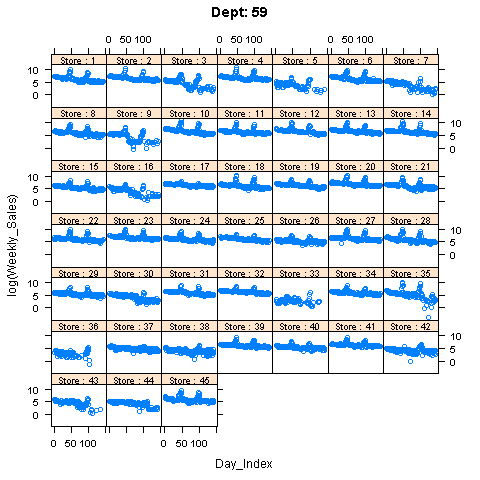 Dept: 59
0 50 100 0 50 100 0 50 100
Store : 1 Store : 2 Store : 3 Store : 4 Store : 5 Store : 6 Store : 7
10
5
0
Store : 8 Store : 9 Store : 10 Store : 11 Store : 12 Store : 13 Store : 14
10
5
0
Store : 15 Store : 16 Store : 17 Store : 18 Store : 19 Store : 20 Store : 21
10
5
0
Store : 22 Store : 23 Store : 24 Store : 25 Store : 26 Store : 27 Store : 28
10
5
0
Store : 29 Store : 30 Store : 31 Store : 32 Store : 33 Store : 34 Store : 35
10
5
0
Store : 36 Store : 37 Store : 38 Store : 39 Store : 40 Store : 41 Store : 42
10
5
0
Store : 43 Store : 44 Store : 45
10
5
0
0 50 100 0 50 100
log(Weekly_Sales)
Day_Index